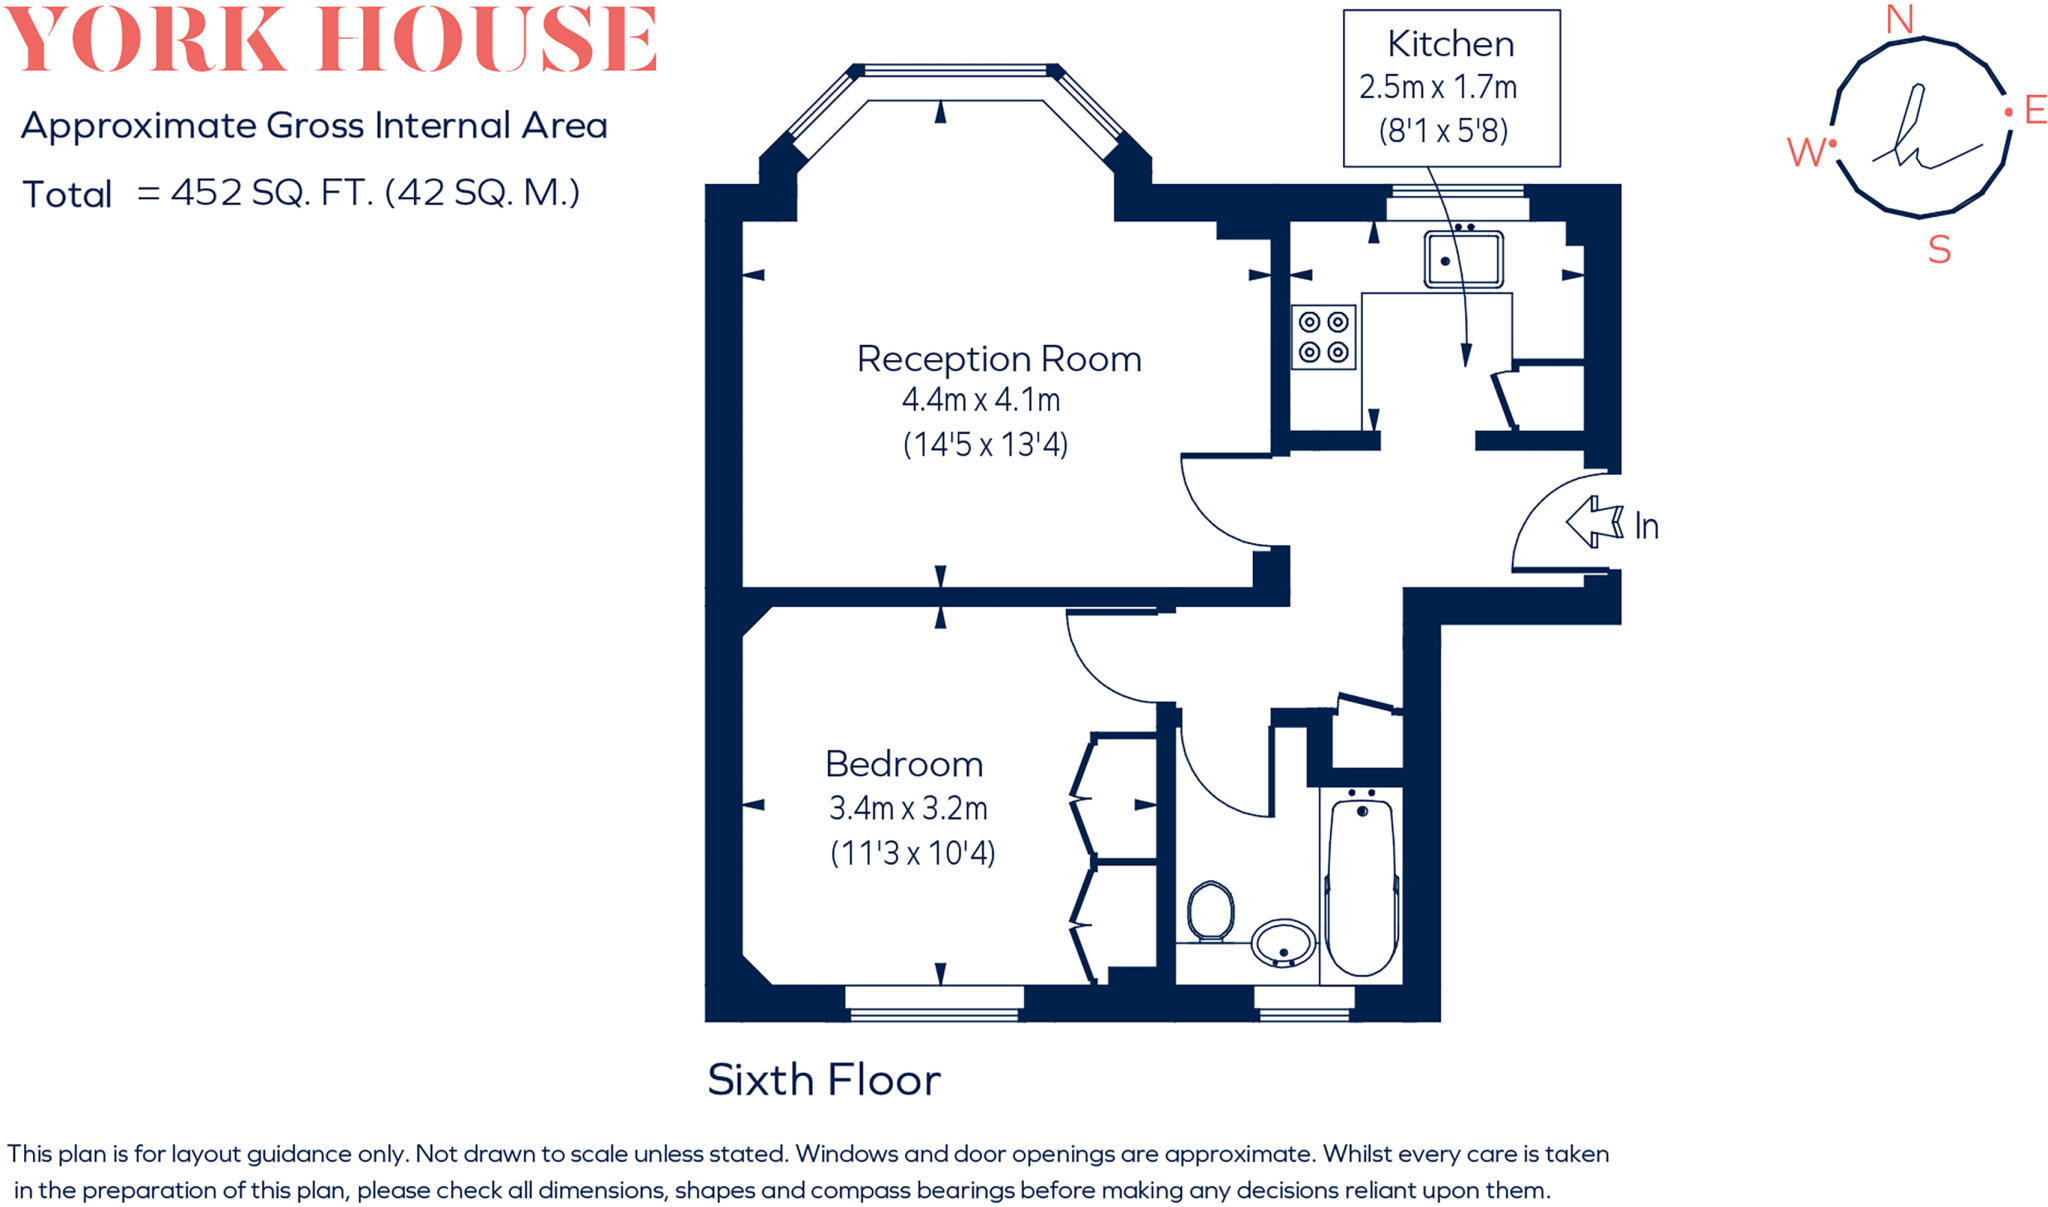 YORK HOUSE
Approximate Gross Internal Area
Total = 452 SQ. FT. (42 SQ. M.)
Kitchen
2.5m x 1.7m
(8'1 x 5'8)
N
E
W
S
Reception Room
4.4m x 4.1m
(14'5 x 13'4)
In
Bedroom
3.4m x 3.2m
(11'3 x 10'4)
Sixth Floor
This plan is for layout guidance only. Not drawn to scale unless stated. Windows and door openings are approximate. Whilst every care is taken
in the preparation of this plan, please check all dimensions, shapes and compass bearings before making any decisions reliant upon them.